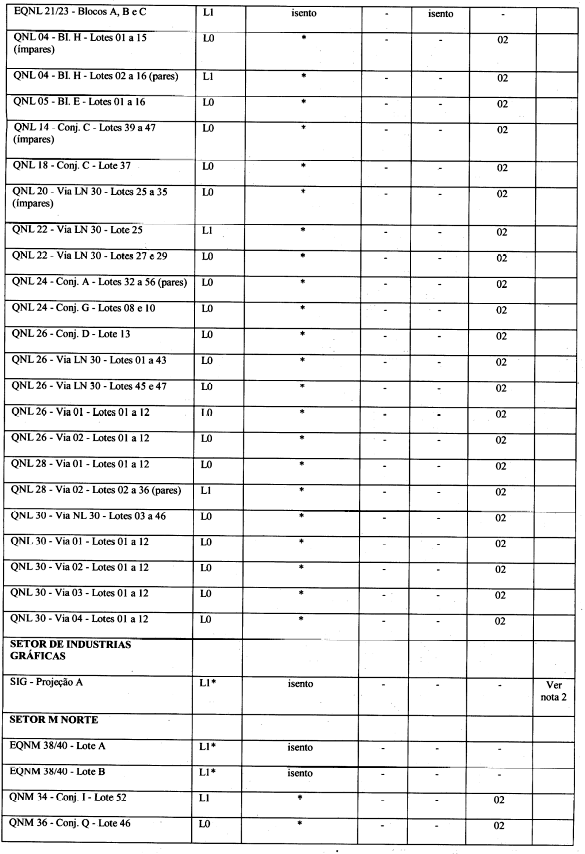 EQNL 21/23 - Blocos A, B e C L1 isento - isento -
QNL 04 - Bl. H - Lotes 01 a 15 L0 * - - 02
(ímpares)
QNL 04 - Bl. H - Lotes 02 a 16 (pares) L1 * - - 02
QNL 05 - Bl. E - Lotes 01 a 16 L0 * - - 02
QNL 14 - Conj. C - Lotes 39 a 47 L0 * - - 02
(ímpares)
QNL 18 - Conj. C - Lote 37 L0 * - - 02
QNL 20 - Via LN 30 - Lotes 25 a 35 L0 * - - 02
(ímpares)
QNL 22 - Via LN 30 - Lote 25 L1 * - - 02
QNL 22 - Via LN 30 - Lotes 27 e 29 L0 * - - 02
QNL 24 - Conj. A - Lotes 32 a 56 (pares) L0 * - - 02
QNL 24 - Conj. G - Lotes 08 e 10 L0 * - - 02
QNL 26 - Conj. D - Lote 13 L0 * - - 02
QNL 26 - Via LN 30 - Lotes 01 a 43 L0 * - - 02
QNL 26 - Via LN 30 - Lotes 45 e 47 L0 * - - 02
QNL 26 - Via 01 - Lotes 01 a 12 L0 * - - 02
QNL 26 - Via 02 - Lotes 01 a 12 L0 * - - 02
QNL 28 - Via 01 - Lotes 01 a 12 L0 * - - 02
QNL 28 - Via 02 - Lotes 02 a 36 (pares) L1 * - - 02
QNL 30 - Via NL 30 - Lotes 03 a 46 L0 * - - 02
QNL 30 - Via 01 - Lotes 01 a 12 L0 * - - 02
QNL 30 - Via 02 - Lotes 01 a 12 L0 * - - 02
QNL 30 - Via 03 - Lotes 01 a 12 L0 * - - 02
QNL 30 - Via 04 - Lotes 01 a 12 L0 * - - 02
SETOR DE INDUSTRIAS
GRÁFICAS
SIG - Projeção A L1* isento - - - Ver
nota 2
SETOR M NORTE
EQNM 38/40 - Lote A L1* isento - - -
EQNM 38/40 - Lote B L1* isento - - -
QNM 34 - Conj. I - Lote 52 L1 * - - 02
QNM 36 - Conj. Q - Lote 46 L0 * - - 02